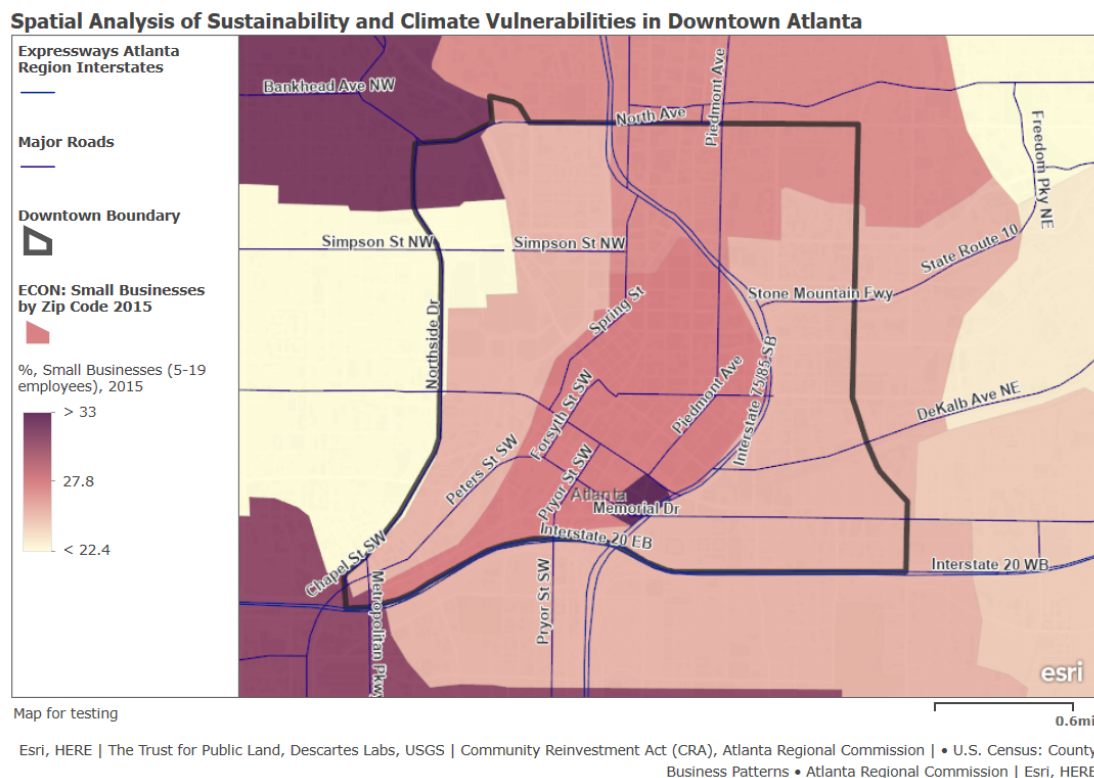 Spatial Analysis of Sustainability and Climate Vulnerabilities in Downtown Atlanta
Expressways Atlanta
Region Interstates
Major Roads
Downtown Boundary
ECON: Small Businesses
by Zip Code 2015
%, Small Businesses (5-19
employees), 2015
> 33
27.8
< 22.4
Bankhead Ave NW
North Ave
Piedmont Ave
Freedom Pky NE
Simpson St NW
Simpson St NW
State Route 10
Stone Mountain Fwy
Spring St
Northside Dr
Interstate 75/85 SB
Piedmont Ave
Forsyth St SW
DeKalb Ave NE
Peters St SW
Pryor St SW
Atlanta
Memorial Dr
Interstate 20 EB
Chapel St SW
Interstate 20 WB
Metropolitan Pkwy
Pryor St SW
esri
Map for testing
0.6mi
Esri, HERE | The Trust for Public Land, Descartes Labs, USGS | Community Reinvestment Act (CRA), Atlanta Regional Commission | • U.S. Census: County
Business Patterns • Atlanta Regional Commission | Esri, HERE